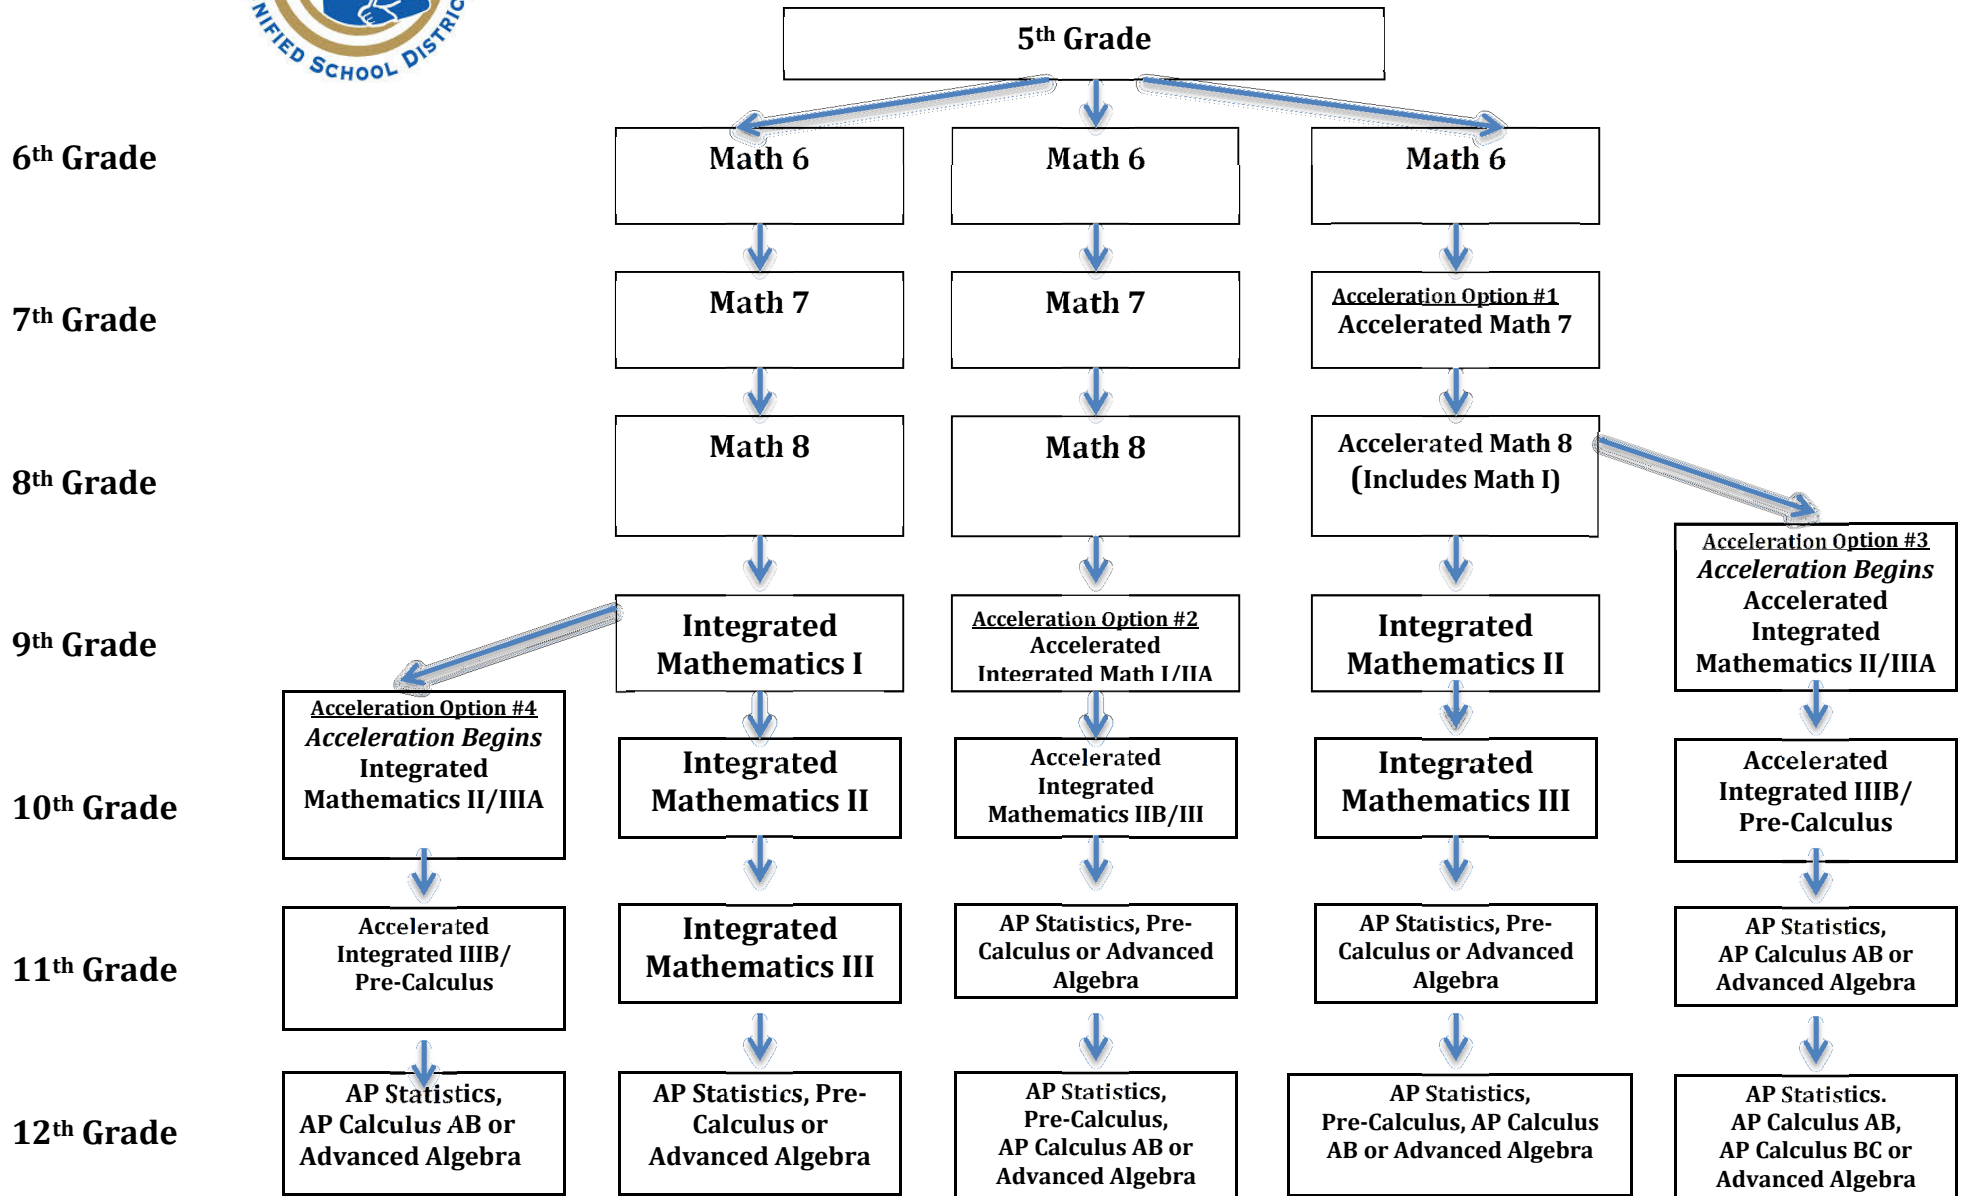 NIFIED SCHOOL DISTRIC
5th Grade
6th Grade
Math 6
Math 6
Math 6
7th Grade
Math 7
Math 7
Acceleration Option #1
Accelerated Math 7
8th Grade
Math 8
Math 8
Accelerated Math 8
(Includes Math I)
9th Grade
Integrated
Mathematics I
Acceleration Option #2
Accelerated
Integrated Math I/IIA
Integrated
Mathematics II
Acceleration Option #3
Acceleration Begins
Accelerated
Integrated
Mathematics II/IIIA
10th Grade
Acceleration Option #4
Acceleration Begins
Integrated
Mathematics II/IIIA
Integrated
Mathematics II
Accelerated
Integrated
Mathematics IIB/III
Integrated
Mathematics III
Accelerated
Integrated IIIB/
Pre-Calculus
11th Grade
Accelerated
Integrated IIIB/
Pre-Calculus
Integrated
Mathematics III
AP Statistics, Pre-
Calculus or Advanced
Algebra
AP Statistics, Pre-
Calculus or Advanced
Algebra
AP Statistics,
AP Calculus AB or
Advanced Algebra
12th Grade
AP Statistics,
AP Calculus AB or
Advanced Algebra
AP Statistics, Pre-
Calculus or
Advanced Algebra
AP Statistics,
Pre-Calculus,
AP Calculus AB or
Advanced Algebra
AP Statistics,
Pre-Calculus, AP Calculus
AB or Advanced Algebra
AP Statistics.
AP Calculus AB,
AP Calculus BC or
Advanced Algebra